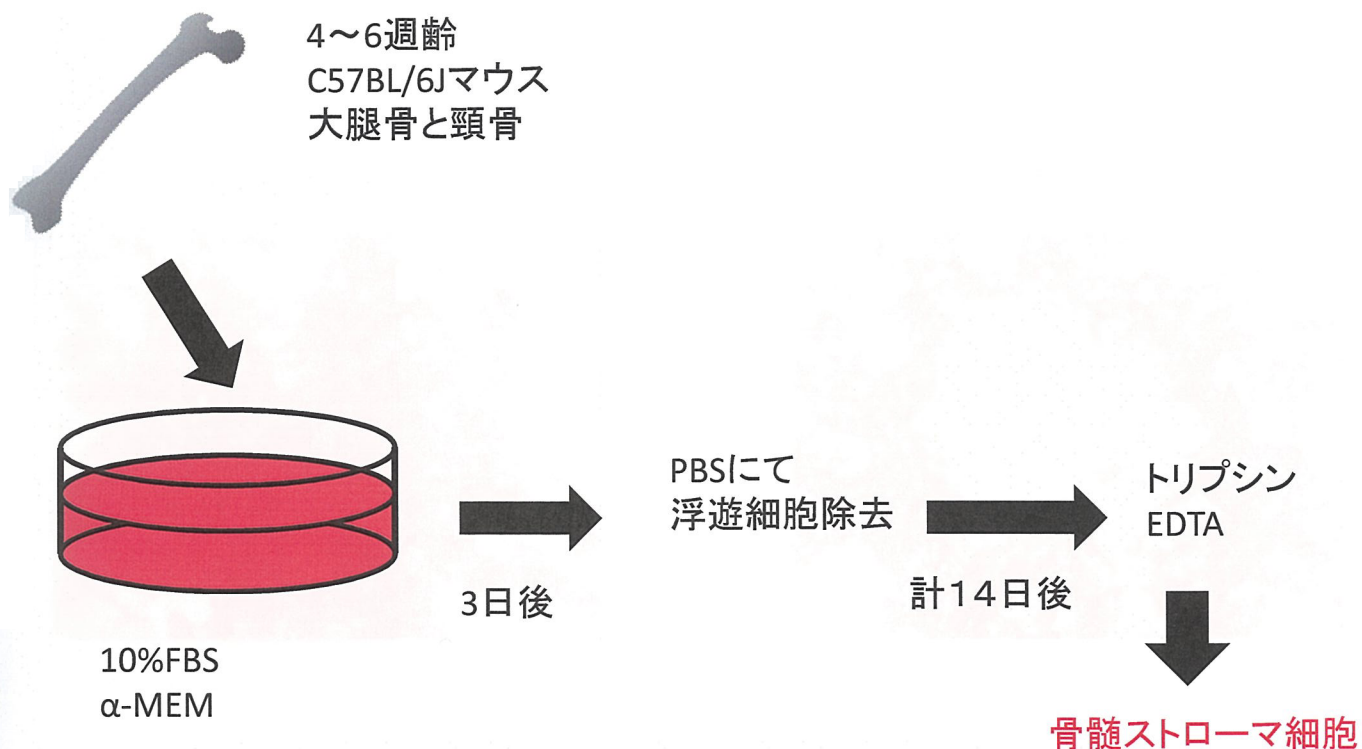 4～6週齢
C57BL/6Jマウス
大腿骨と頸骨
PBSにて
浮遊細胞除去
トリプシン
EDTA
3日後
計１４日後
10%FBS
α-MEM
骨髄ストローマ細胞